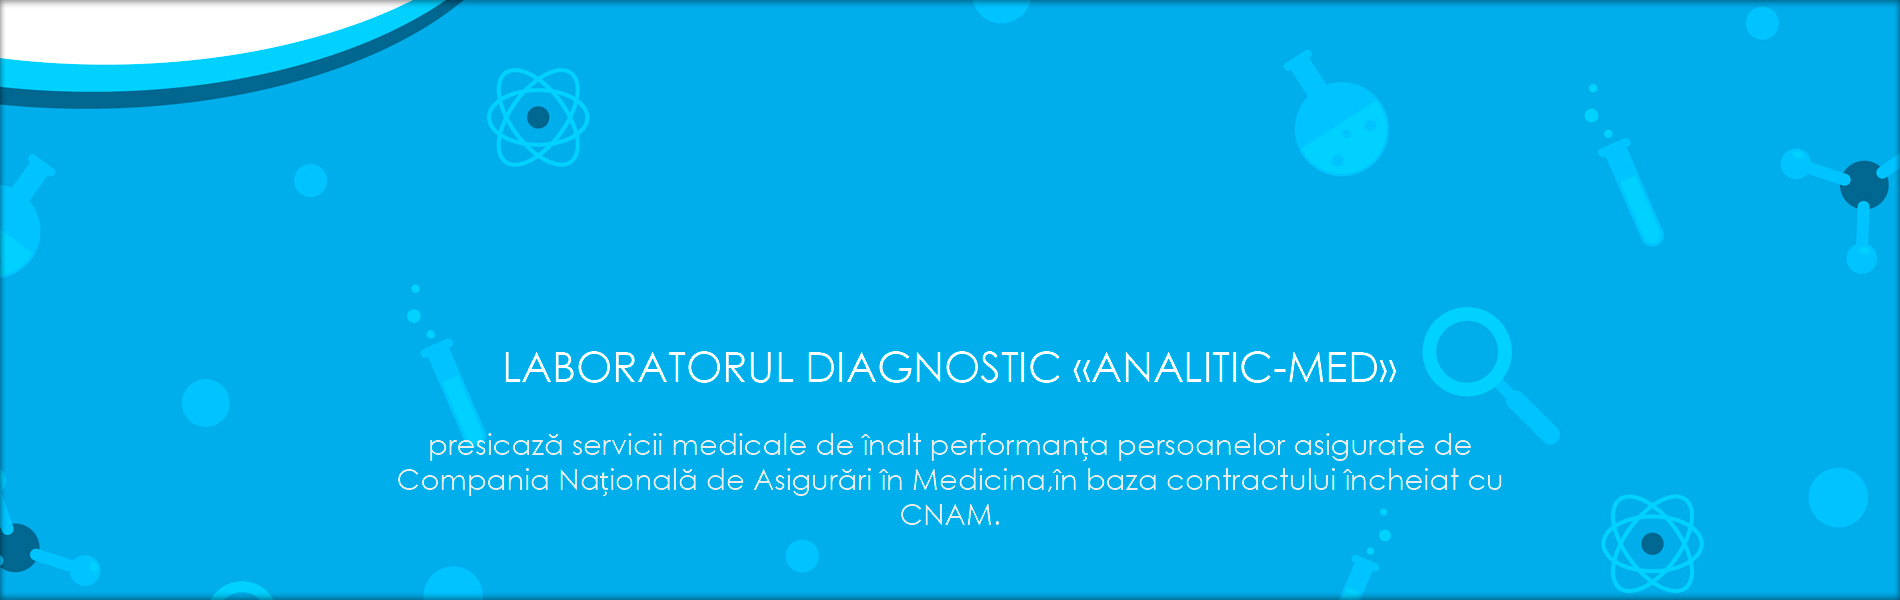 LABORATORUL DIAGNOSTIC «ANALITIC-MED»
presicază servicii medicale de înalt performanța persoanelor asigurate de
Compania Națională de Asigurări în Medicina,în baza contractului încheiat cu
CNAM.